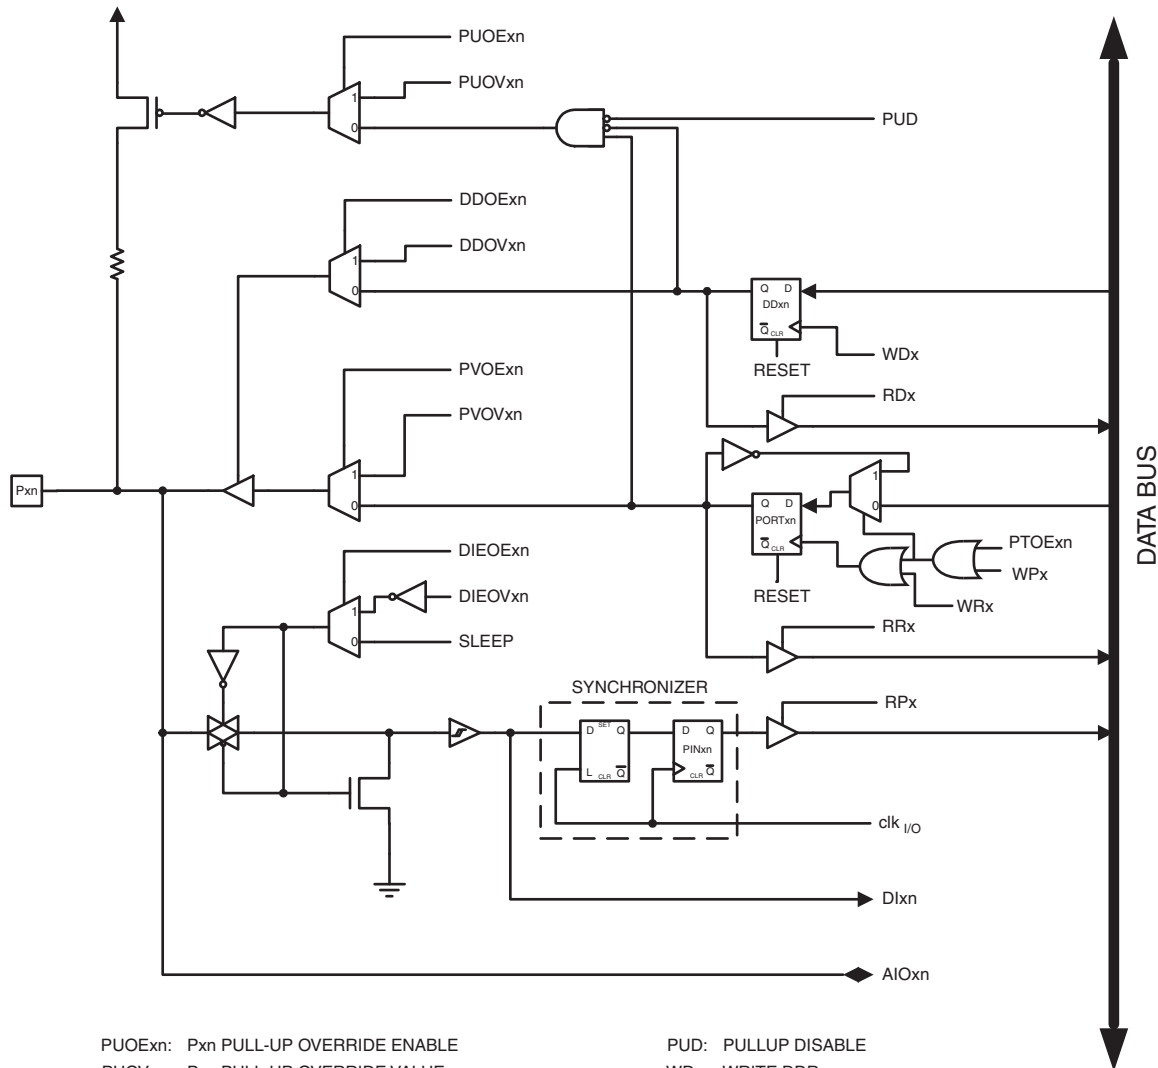 PUOExn
PUOVxn
1
0
PUD
DDOExn
DDOVxn
1
0
Q D
DDxn
Q CLR
WDx
RESET
RDx
PVOExn
PVOVxn
1
0
Pxn
1
0
Q D
PORTxn
Q CLR
PTOExn
WPx
RESET
WRx
DATA BUS
DIEOExn
DIEOVxn
1
0
SLEEP
RRx
SYNCHRONIZER
RPx
D SET Q
L CLR Q
D Q
PINxn
CLR Q
clk I/O
DIxn
AIOxn
PUOExn: Pxn PULL-UP OVERRIDE ENABLE
PUD: PULLUP DISABLE